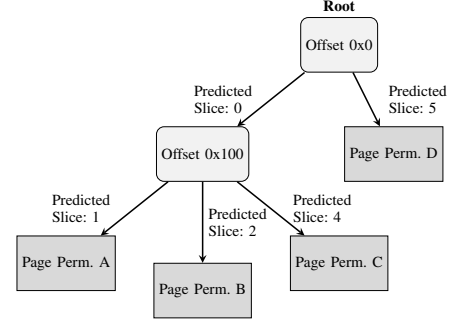 Root
Offset 0x0
Predicted
Slice: 0
Predicted
Slice: 5
Offset 0x100
Page Perm. D
Predicted
Slice: 1
Predicted
Slice: 2
Predicted
Slice: 4
Page Perm. A
Page Perm. B
Page Perm. C